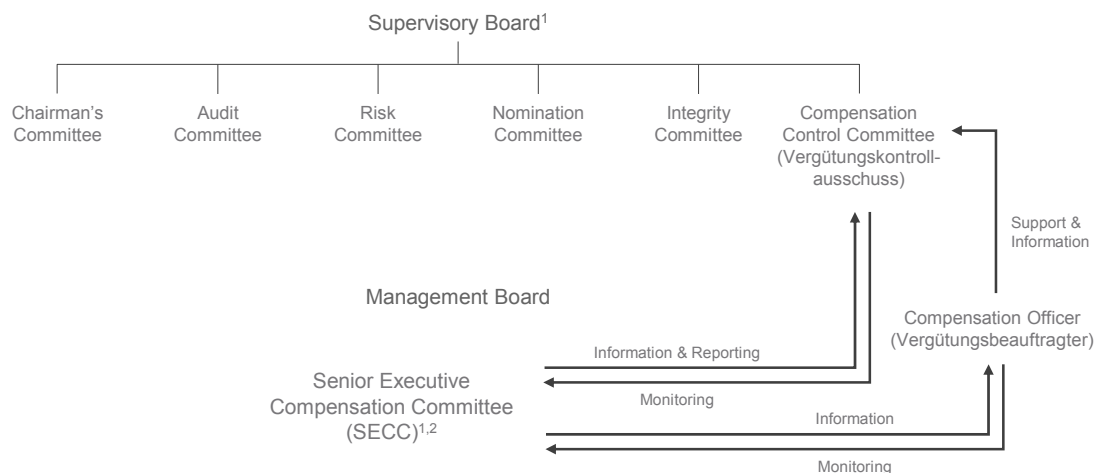 Supervisory Board1
Chairman's
Committee
Audit
Committee
Risk
Committee
Nomination
Committee
Integrity
Committee
Compensation
Control Committee
(Vergütungskontroll-
ausschuss)
Support &
Information
Management Board
Compensation Officer
(Vergütungsbeauftragter)
Information & Reporting
Senior Executive
Compensation Committee
(SECC)1,2
Monitoring
Information
Monitoring